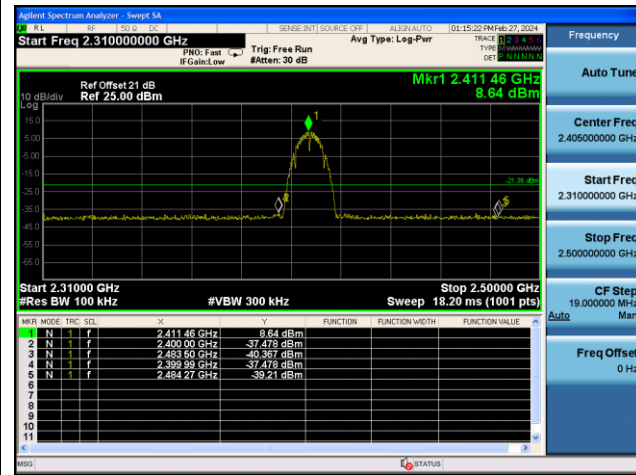 Agilent Spectrum Analyzer - Swept SA
RL RF 50 Ω DC SENSE:INT SOURCE OFF ALIGN AUTO 01:15:22 PM Feb 27, 2024
Start Freq 2.310000000 GHz
PNO: Fast
IFGain:Low
Trig: Free Run
#Atten: 30 dB
Avg Type: Log-Pwr
TRACE 1 2 3 4 5 6
TYPE M
DET P N N N N N
Ref Offset 21 dB
10 dB/div Ref 25.00 dBm
Log
Mkr1 2.411 46 GHz
8.64 dBm
1
15.0
5.00
-5.00
-15.0
-21.36 dBm
-25.0
-35.0
-45.0
-55.0
-65.0
Start 2.31000 GHz Stop 2.50000 GHz
#Res BW 100 kHz #VBW 300 kHz Sweep 18.20 ms (1001 pts)
MKR MODE TRC SCL X Y FUNCTION FUNCTION WIDTH FUNCTION VALUE
1 N 1 f 2.411 46 GHz 8.64 dBm
2 N 1 f 2.400 00 GHz -37.478 dBm
3 N 1 f 2.483 50 GHz -40.367 dBm
4 N 1 f 2.399 99 GHz -37.478 dBm
5 N 1 f 2.484 27 GHz -39.21 dBm
6
7
8
9
10
11
MSG STATUS
Frequency
Auto Tune
Center Freq
2.405000000 GHz
Start Freq
2.310000000 GHz
Stop Freq
2.500000000 GHz
CF Step
19.000000 MHz
Auto Man
Freq Offset
0 Hz